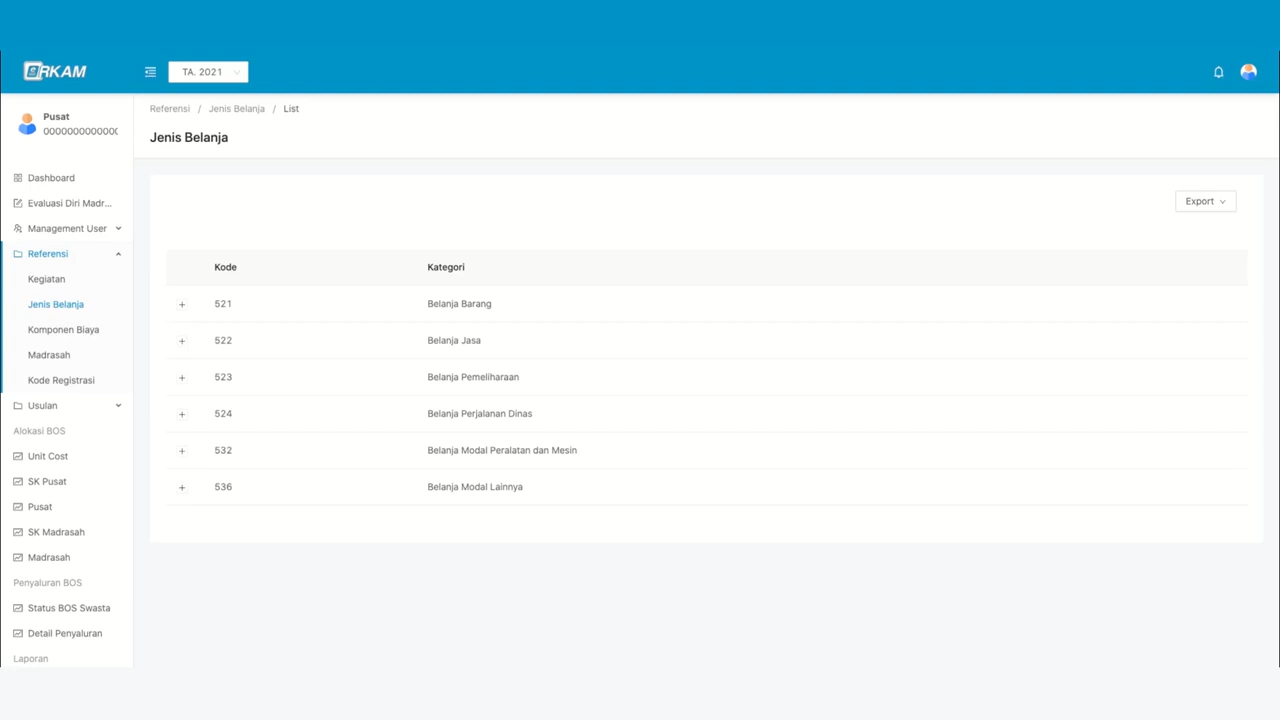 eRKAM
TA. 2021
Pusat
0000000000000
Dashboard
Evaluasi Diri Madr...
Management User
Referensi
Kegiatan
Jenis Belanja
Komponen Biaya
Madrasah
Kode Registrasi
Usulan
Alokasi BOS
Unit Cost
SK Pusat
Pusat
SK Madrasah
Madrasah
Penyaluran BOS
Status BOS Swasta
Detail Penyaluran
Laporan
Referensi / Jenis Belanja / List
Jenis Belanja
Export
Kode Kategori
+ 521 Belanja Barang
+ 522 Belanja Jasa
+ 523 Belanja Pemeliharaan
+ 524 Belanja Perjalanan Dinas
+ 532 Belanja Modal Peralatan dan Mesin
+ 536 Belanja Modal Lainnya